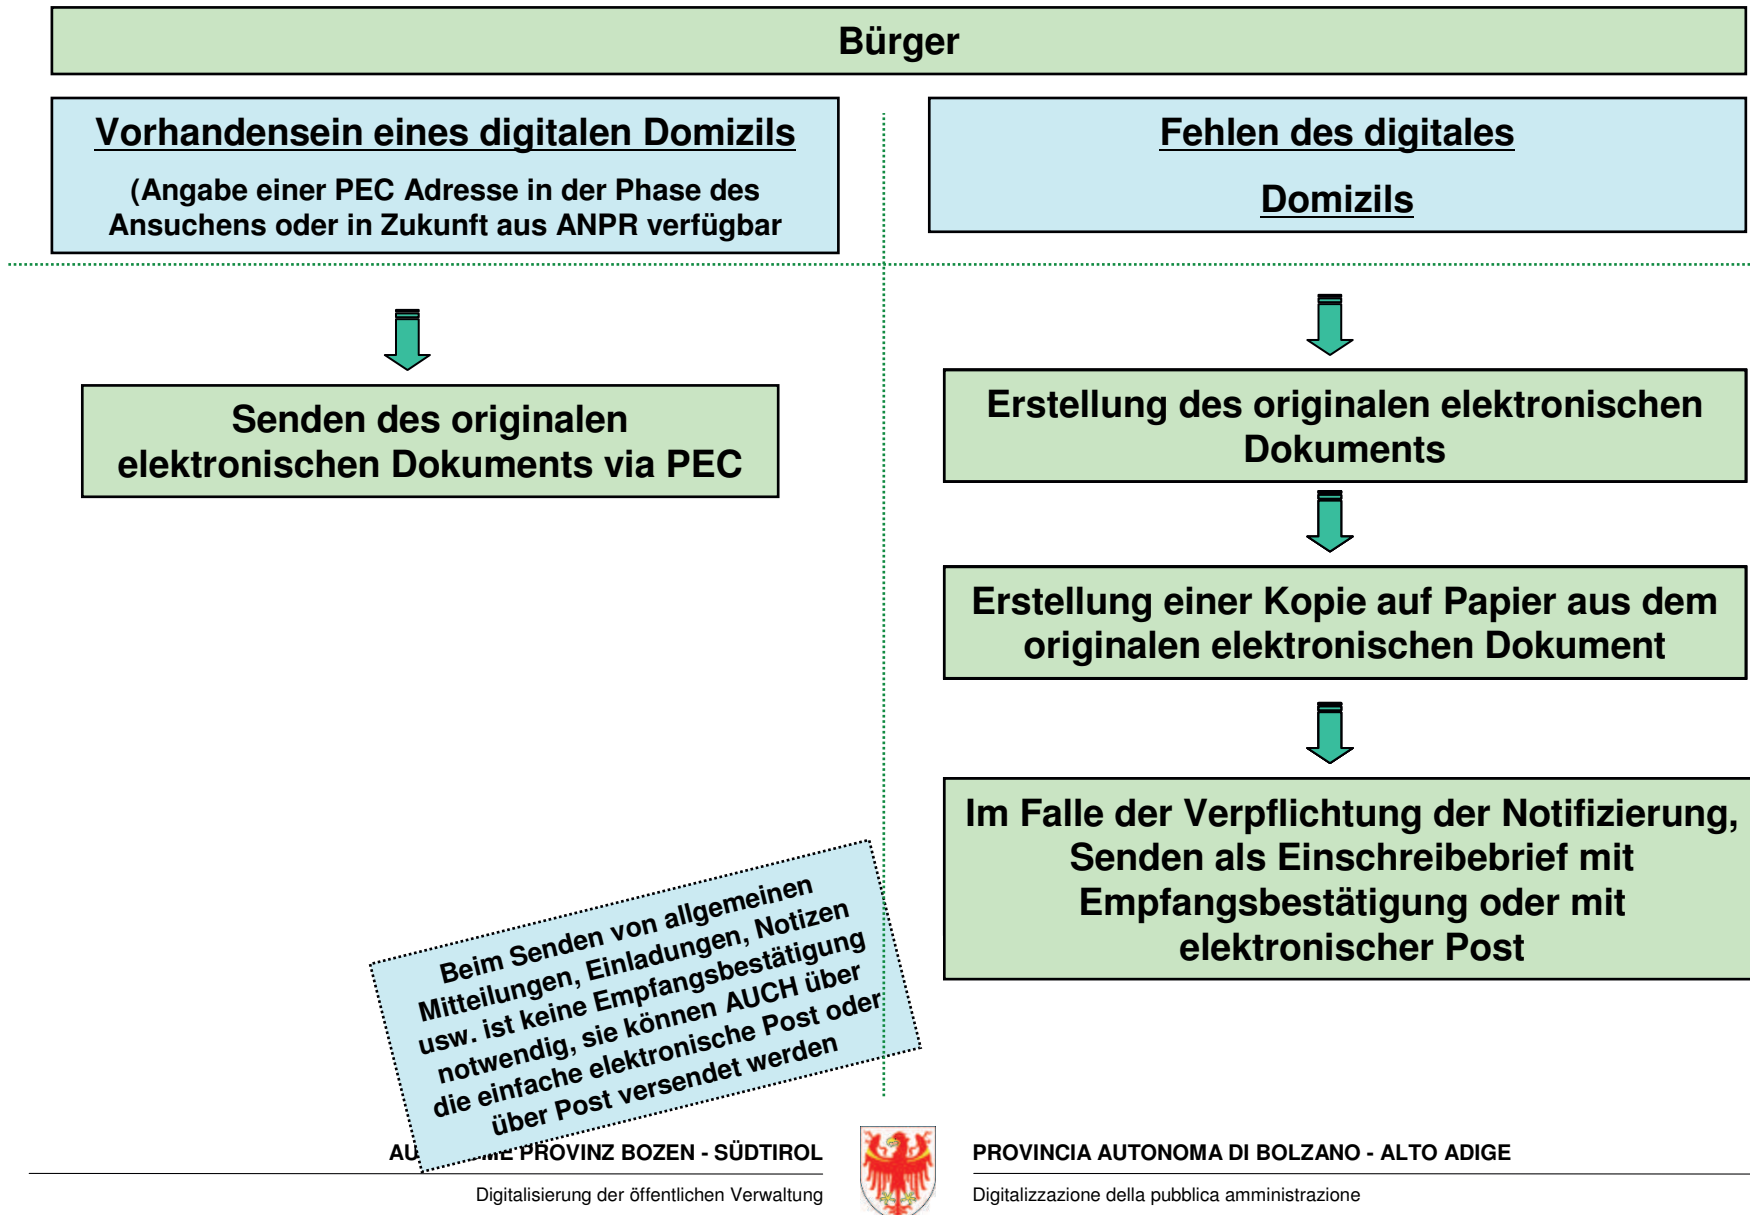 Bürger
Vorhandensein eines digitalen Domizils
(Angabe einer PEC Adresse in der Phase des
Ansuchens oder in Zukunft aus ANPR verfügbar
Fehlen des digitales
Domizils
Senden des originalen
elektronischen Dokuments via PEC
Erstellung des originalen elektronischen
Dokuments
Erstellung einer Kopie auf Papier aus dem
originalen elektronischen Dokument
Im Falle der Verpflichtung der Notifizierung,
Senden als Einschreibebrief mit
Empfangsbestätigung oder mit
elektronischer Post
Beim Senden von allgemeinen
Mitteilungen, Einladungen, Notizen
usw. ist keine Empfangsbestätigung
notwendig, sie können AUCH über
die einfache elektronische Post oder
über Post versendet werden
PROVINZ BOZEN - SÜDTIROL
Digitalisierung der öffentlichen Verwaltung
PROVINCIA AUTONOMA DI BOLZANO - ALTO ADIGE
Digitalizzazione della pubblica amministrazione